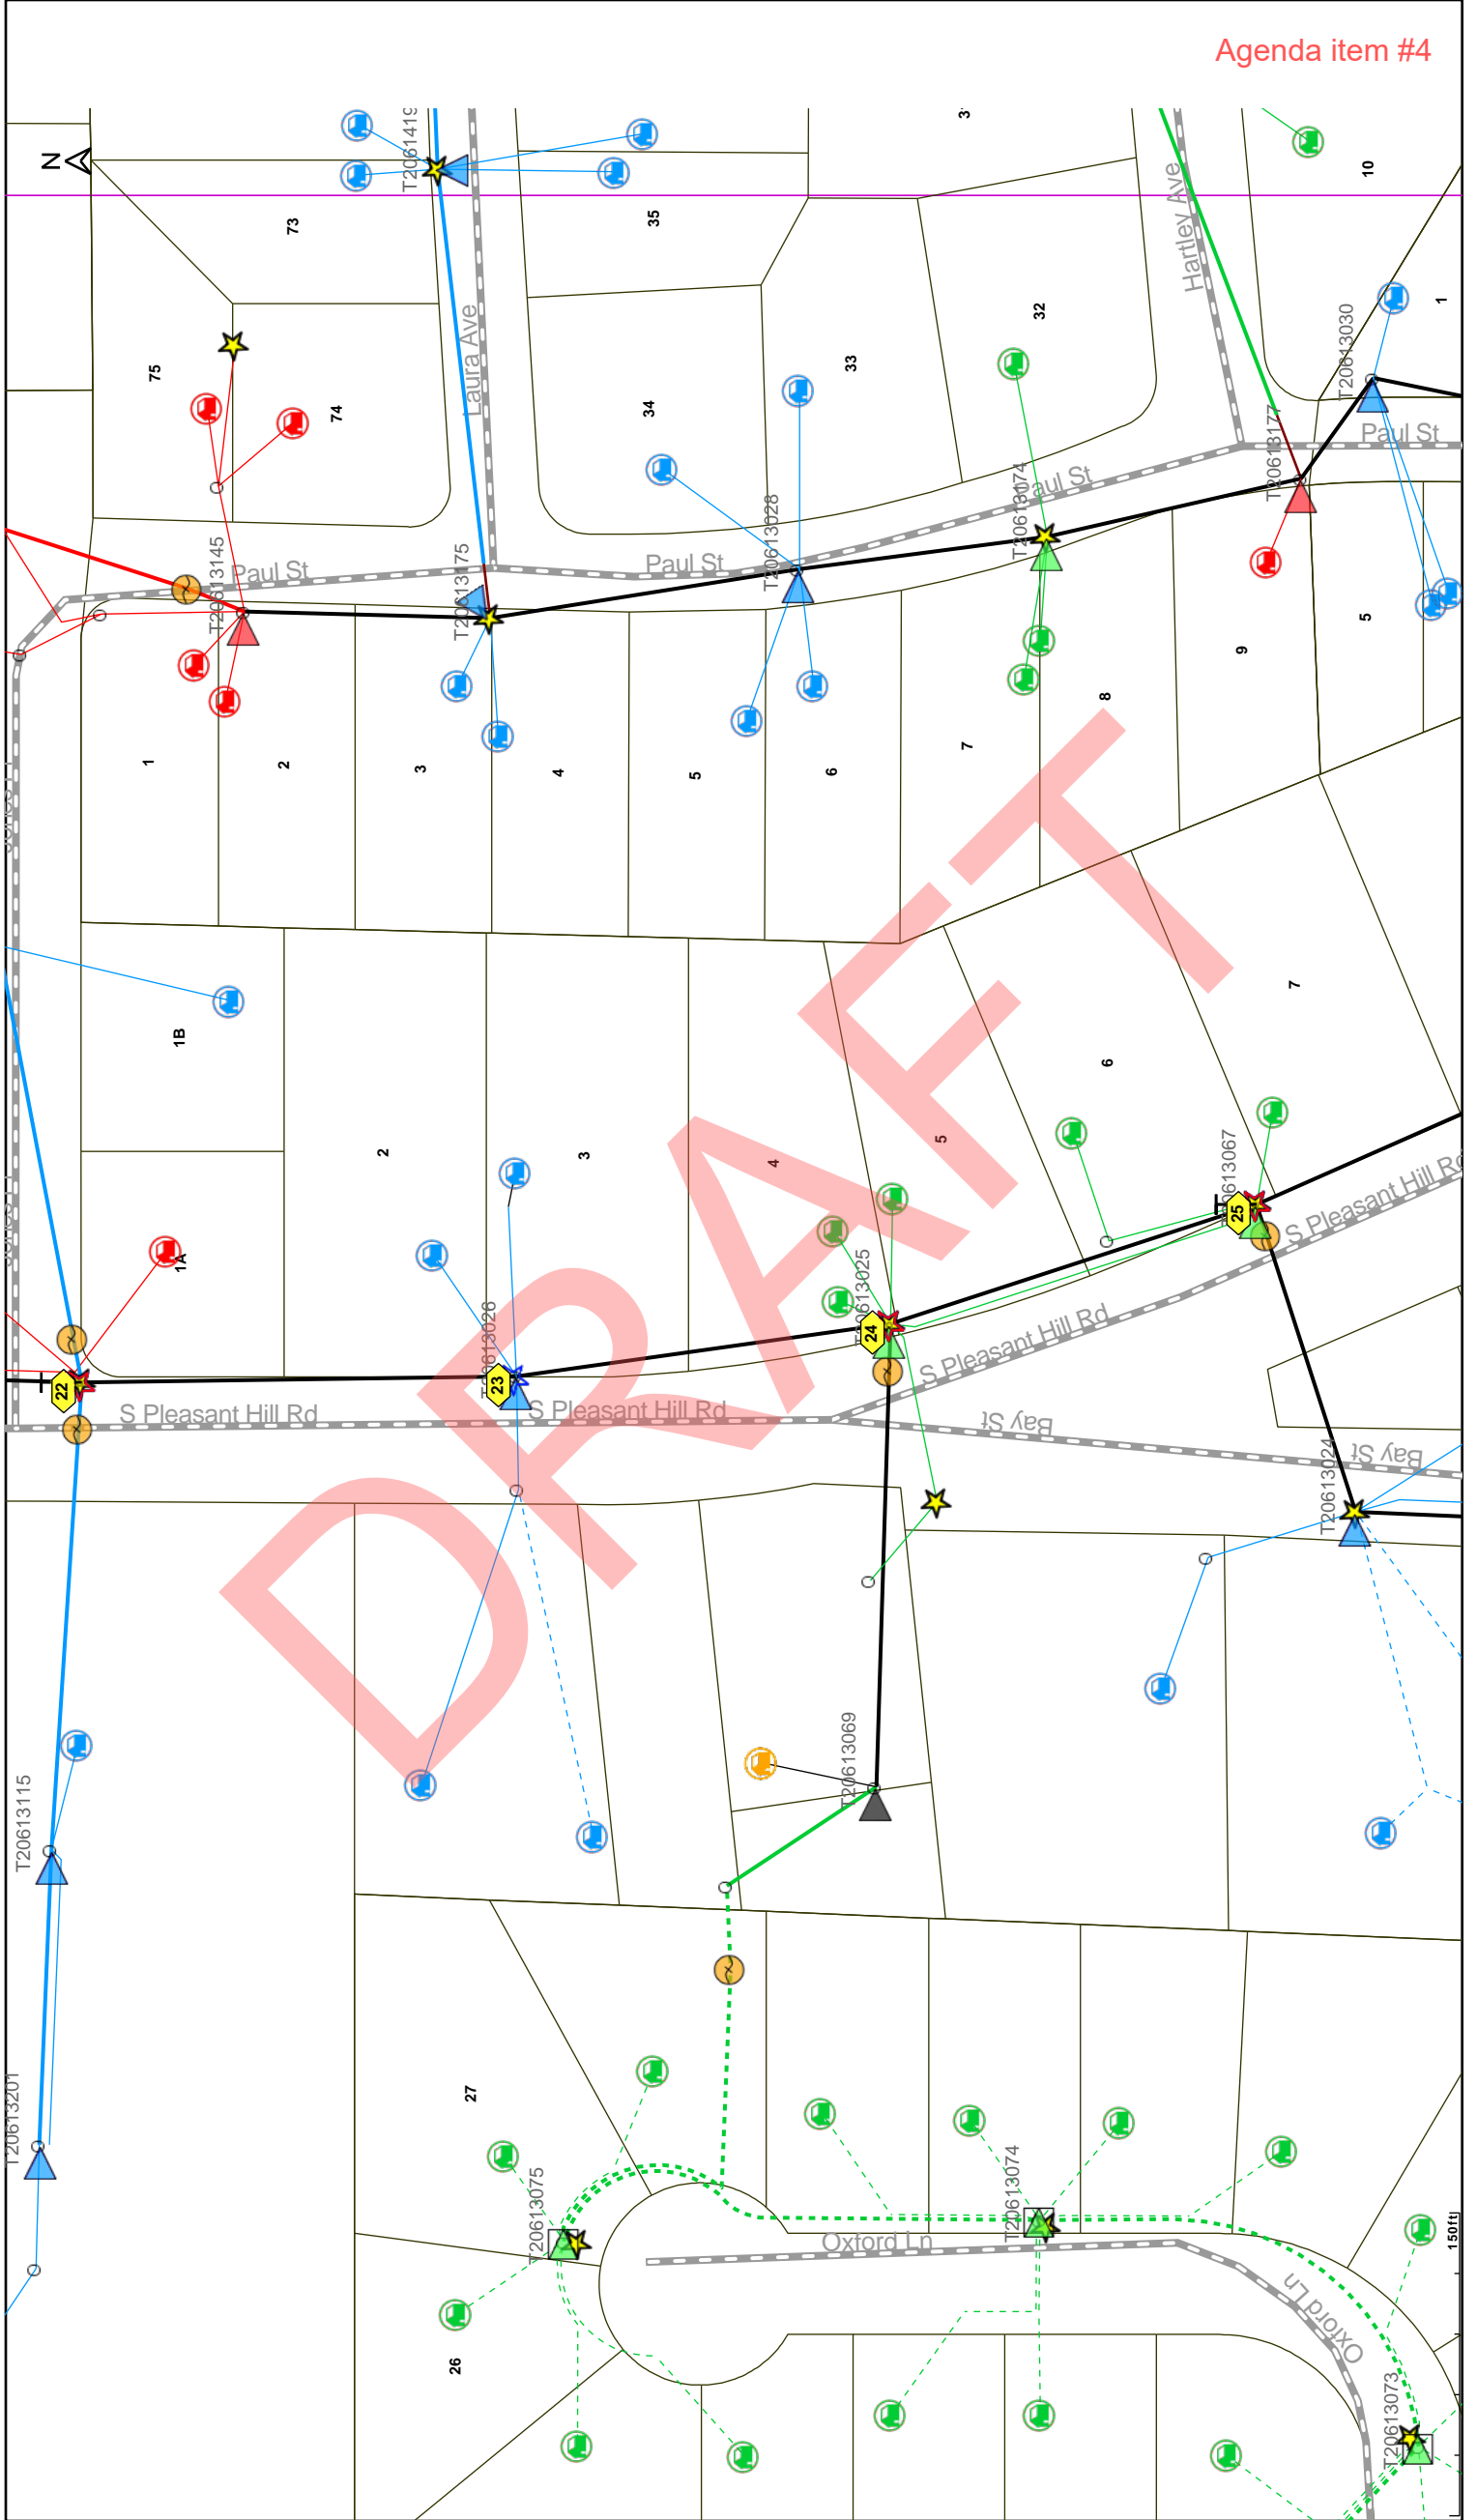 Agenda item #4
N
T2061419
10
73
35
Hartley Ave
32
T20613030
1
Laura Ave
75
74
34
33
T20613177
Paul St
T20613174
Paul St
T20613028
T20613175
Paul St
T20613145
Paul St
5
9
8
1
2
3
4
5
6
7
7
1B
6
2
3
4
5
T20613067
25
S Pleasant Hill Rd
1A
T20613025
24
T20613026
23
22
S Pleasant Hill Rd
S Pleasant Hill Rd
S Pleasant Hill Rd
Bay St
Bay St
T20613024
T20613069
T20613115
T20613201
27
T20613075
T20613074
Oxford Ln
Oxford Ln
150ft
26
T20613073
DRAFT